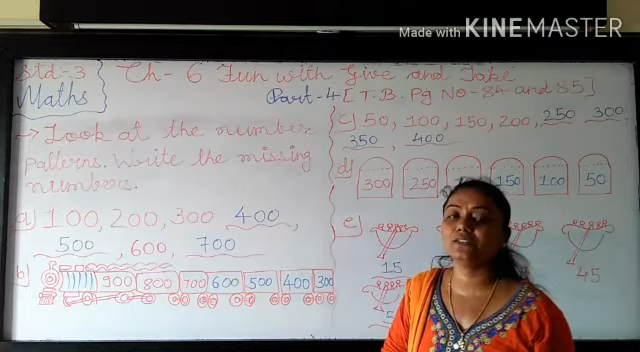 Made with KINEMASTER
Std-3
Maths
Ch-6 Fun with Give and Take
Part-4 [T.B. Pg No-84 and 85]
→ Look at the number
patterns. Write the missing
numbers.
a) 100, 200, 300 400,
500, 600, 700
b) 900 800 700 600 500 400 300
c) 50, 100, 150, 200, 250 300,
350, 400
d) 300 250 150 100 50
e)
15
45